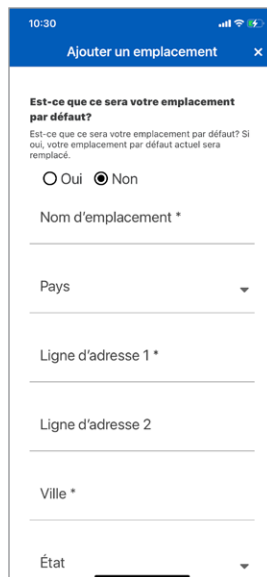 10:30
Ajouter un emplacement ×
Est-ce que ce sera votre emplacement
par défaut?
Est-ce que ce sera votre emplacement par défaut? Si
oui, votre emplacement par défaut actuel sera
remplacé.
Oui Non
Nom d'emplacement *
Pays
Ligne d'adresse 1 *
Ligne d'adresse 2
Ville *
État